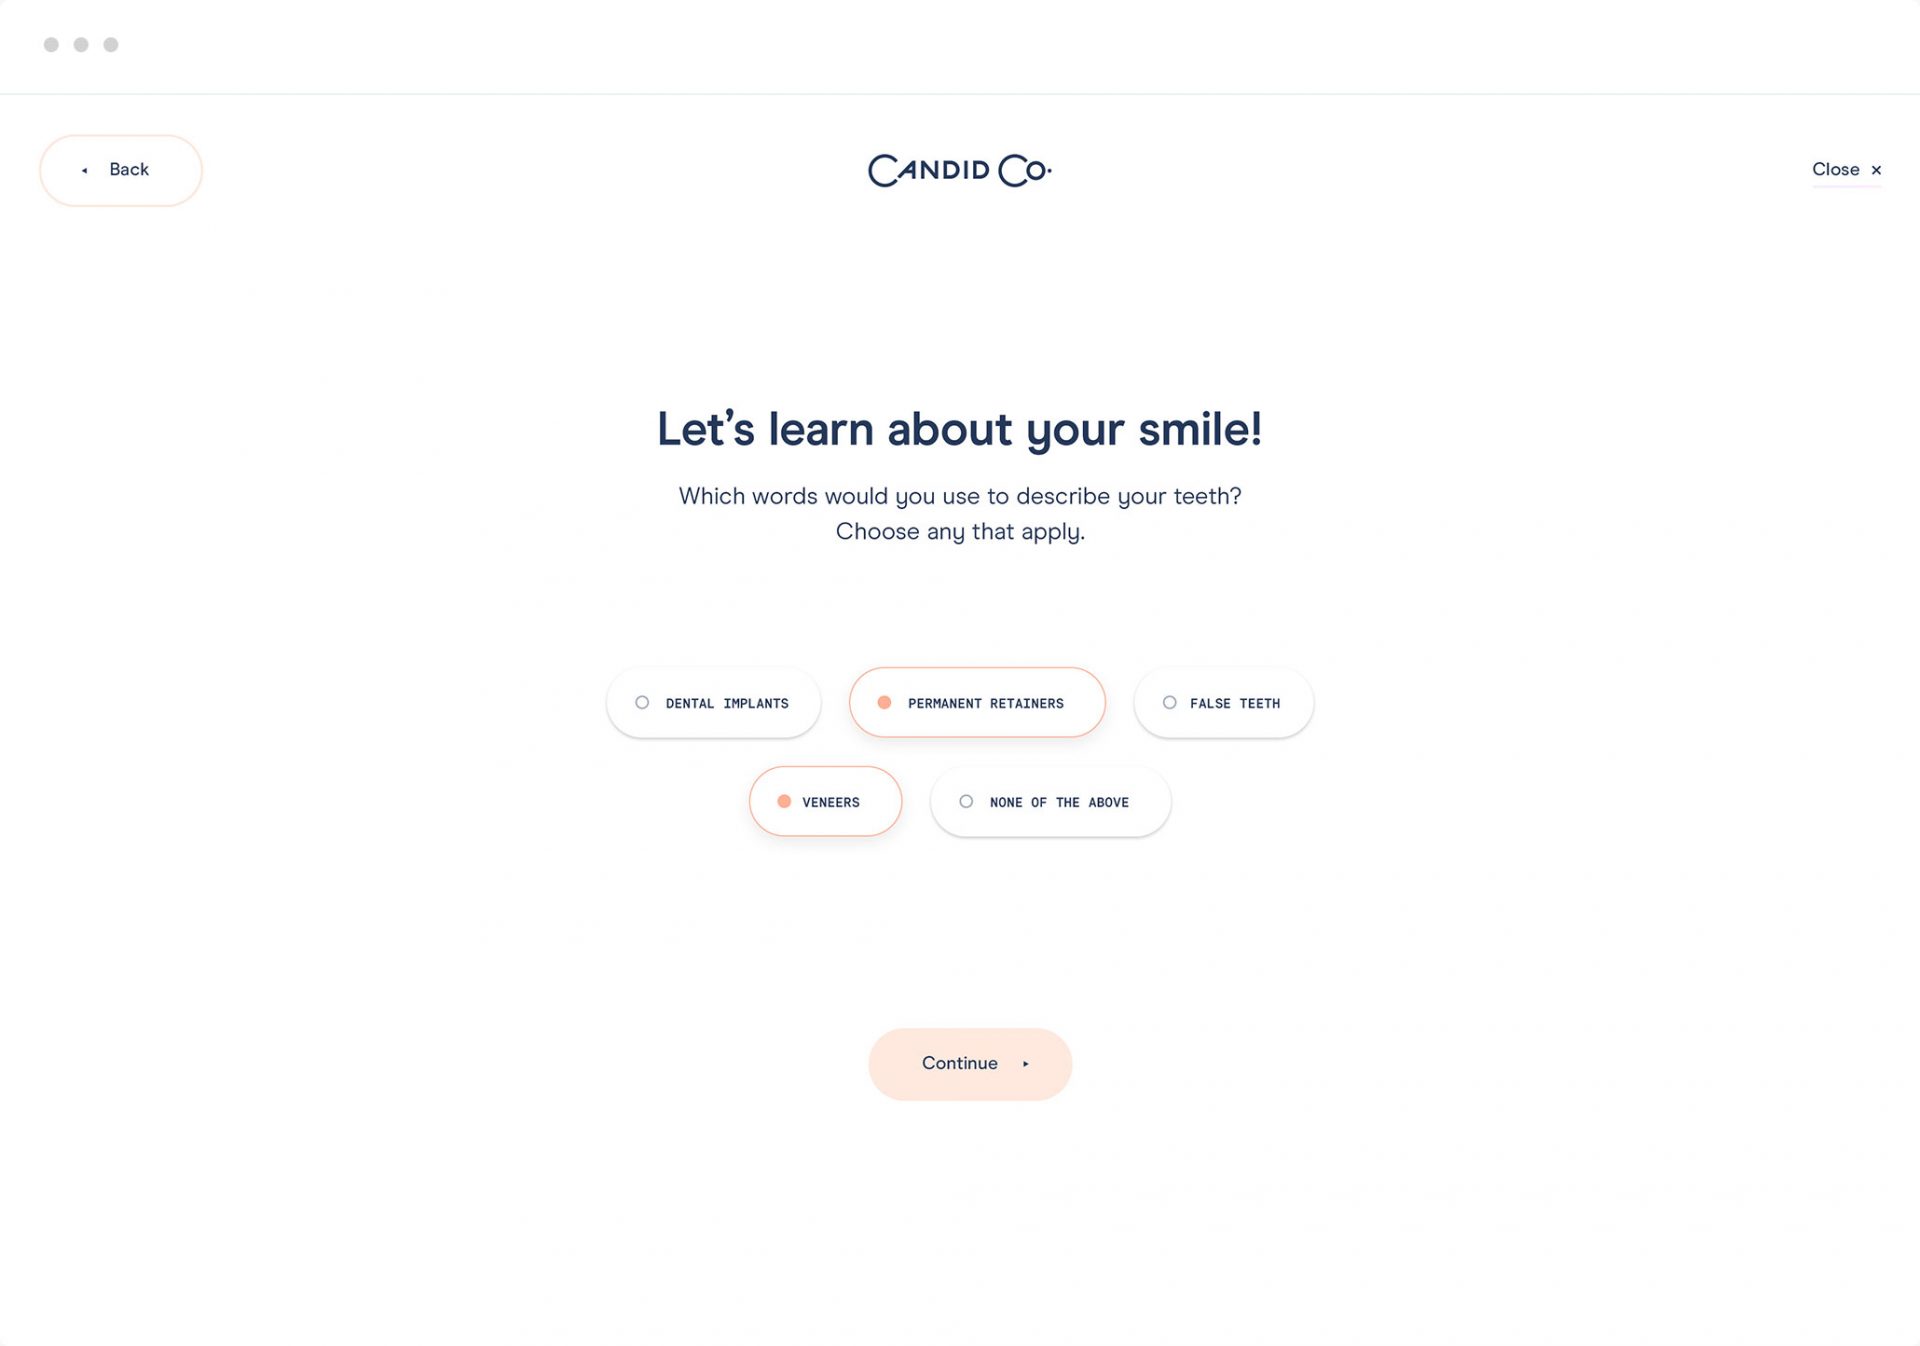 Back
CANDID CO.
Close ×
Let’s learn about your smile!
Which words would you use to describe your teeth?
Choose any that apply.
DENTAL IMPLANTS
PERMANENT RETAINERS
FALSE TEETH
VENEERS
NONE OF THE ABOVE
Continue